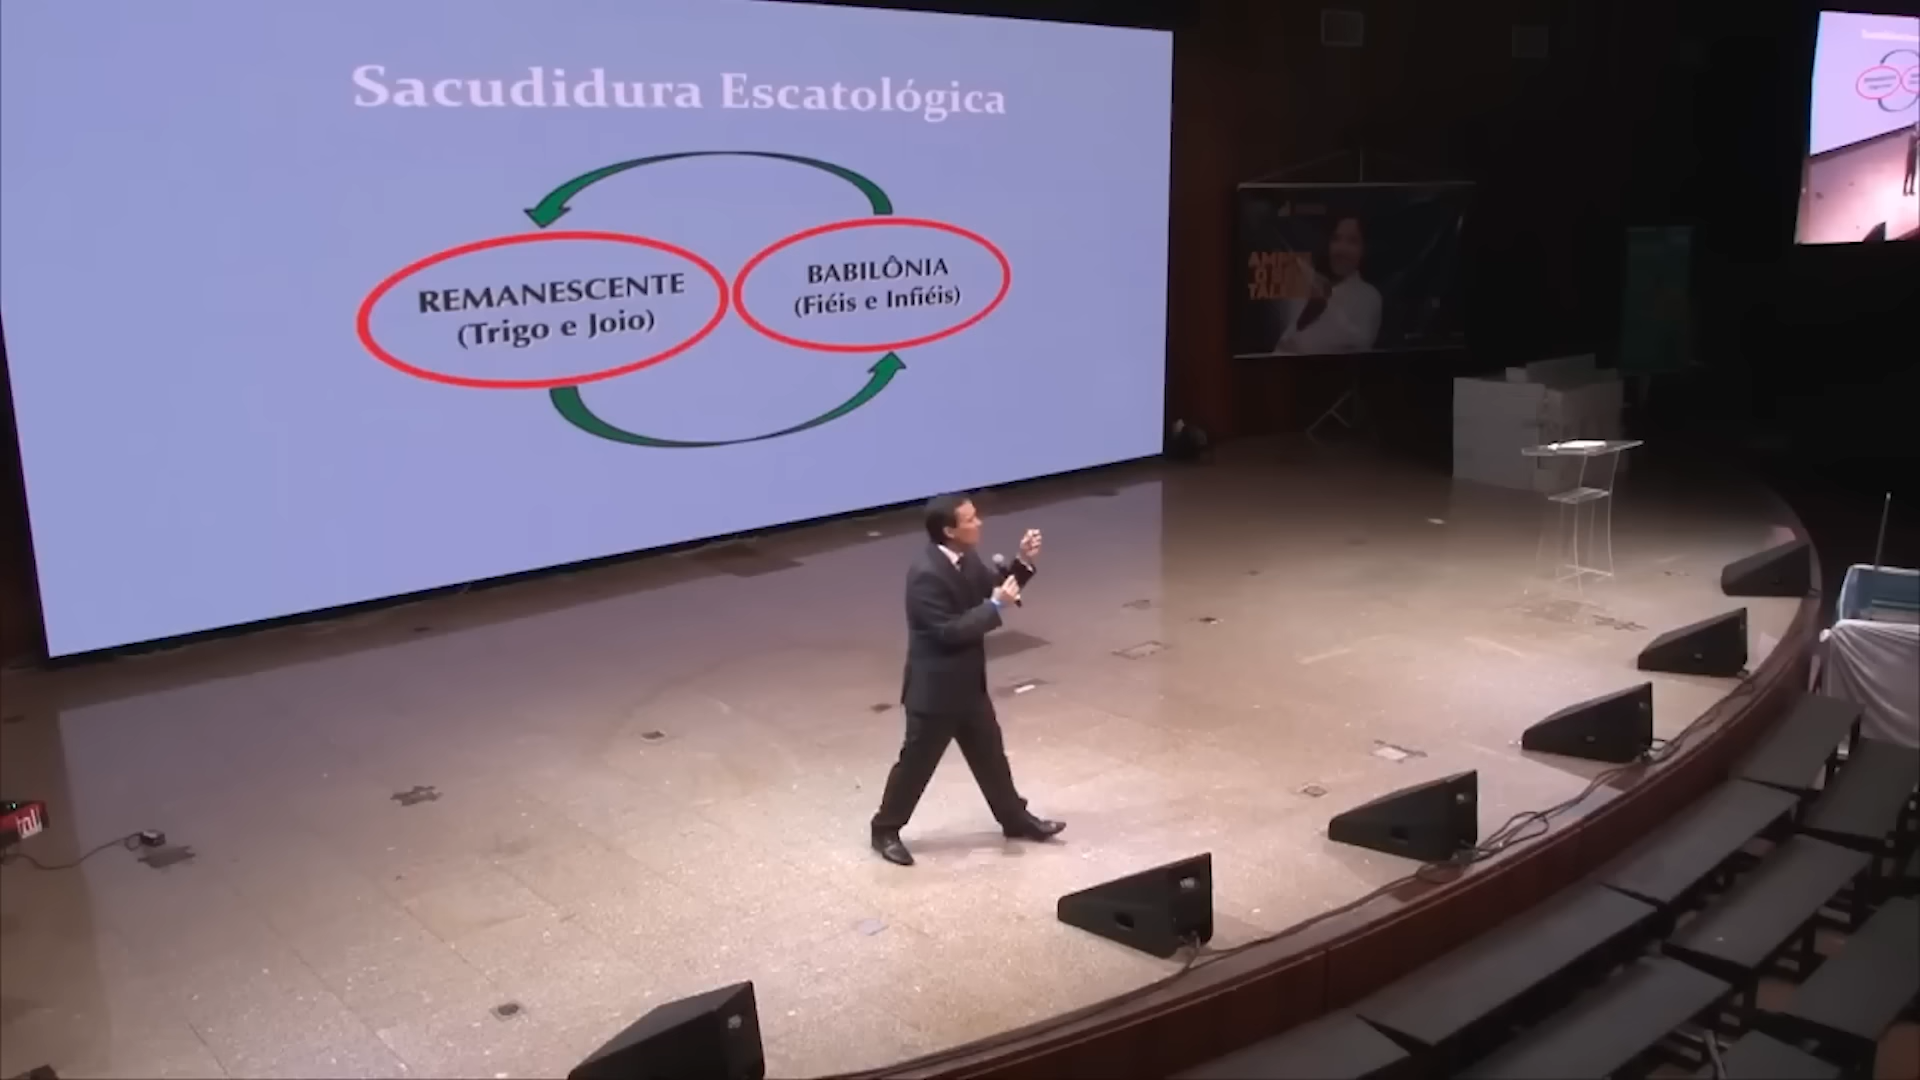 Sacudidura Escatológica
REMANESCENTE
(Trigo e Joio)
BABILÔNIA
(Fiéis e Infiéis)